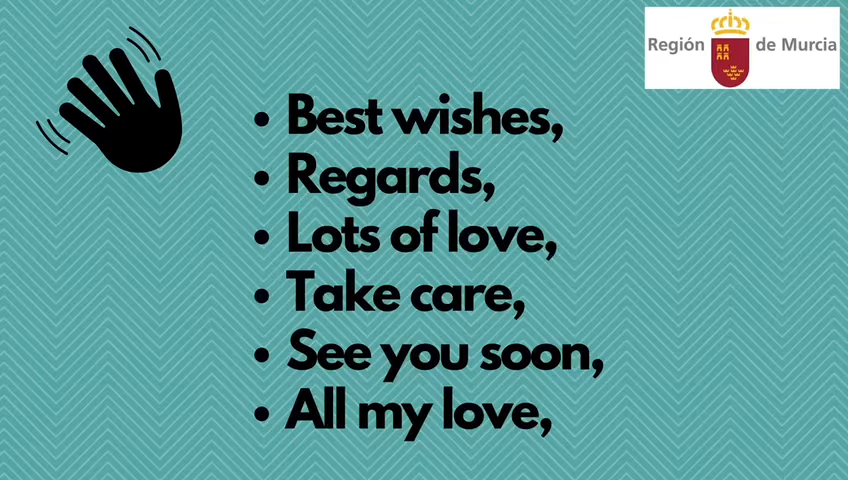 Región de Murcia
• Best wishes,
• Regards,
• Lots of love,
• Take care,
• See you soon,
• All my love,